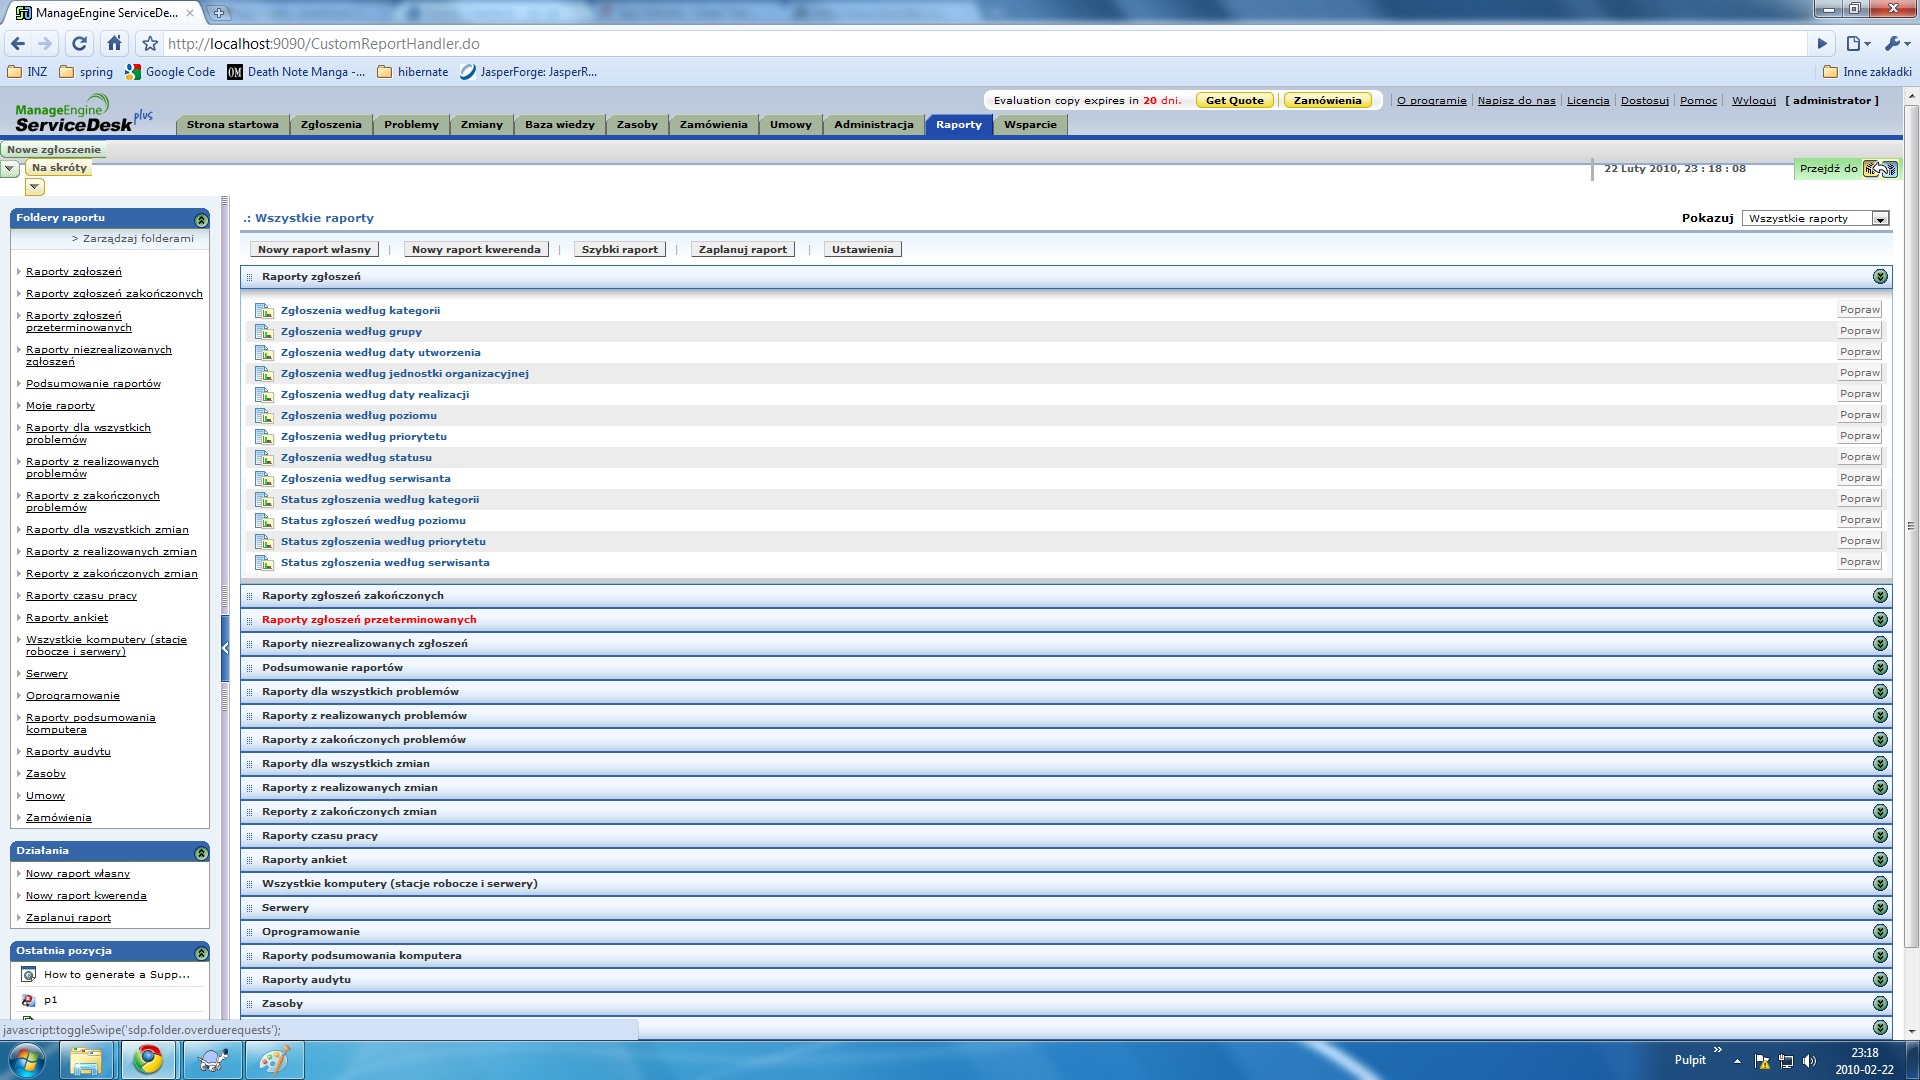 ManageEngine ServiceDe...
http://localhost:9090/CustomReportHandler.do
INZ spring Google Code Death Note Manga -... hibernate JasperForge: JasperR... Inne zakładki
ManageEngine
ServiceDesk plus
Evaluation copy expires in 20 dni. Get Quote Zamówienia O programie Napisz do nas Licencja Dostosuj Pomoc Wyloguj [ administrator ]
Strona startowa Zgłoszenia Problemy Zmiany Baza wiedzy Zasoby Zamówienia Umowy Administracja Raporty Wsparcie
Nowe zgłoszenie
Na skróty
22 Luty 2010, 23 : 18 : 08 Przejdź do
Foldery raportu
> Zarządzaj folderami
Raporty zgłoszeń
Raporty zgłoszeń zakończonych
Raporty zgłoszeń
przeterminowanych
Raporty niezrealizowanych
zgłoszeń
Podsumowanie raportów
Moje raporty
Raporty dla wszystkich
problemów
Raporty z realizowanych
problemów
Raporty z zakończonych
problemów
Raporty dla wszystkich zmian
Raporty z realizowanych zmian
Reporty z zakończonych zmian
Raporty czasu pracy
Raporty ankiet
Wszystkie komputery (stacje
robocze i serwery)
Serwery
Oprogramowanie
Raporty podsumowania
komputera
Raporty audytu
Zasoby
Umowy
Zamówienia
Działania
Nowy raport własny
Nowy raport kwerenda
Zaplanuj raport
Ostatnia pozycja
How to generate a Supp...
p1
.: Wszystkie raporty
Pokazuj Wszystkie raporty
Nowy raport własny | Nowy raport kwerenda | Szybki raport | Zaplanuj raport | Ustawienia
Raporty zgłoszeń
Zgłoszenia według kategorii Popraw
Zgłoszenia według grupy Popraw
Zgłoszenia według daty utworzenia Popraw
Zgłoszenia według jednostki organizacyjnej Popraw
Zgłoszenia według daty realizacji Popraw
Zgłoszenia według poziomu Popraw
Zgłoszenia według priorytetu Popraw
Zgłoszenia według statusu Popraw
Zgłoszenia według serwisanta Popraw
Status zgłoszenia według kategorii Popraw
Status zgłoszeń według poziomu Popraw
Status zgłoszenia według priorytetu Popraw
Status zgłoszenia według serwisanta Popraw
Raporty zgłoszeń zakończonych
Raporty zgłoszeń przeterminowanych
Raporty niezrealizowanych zgłoszeń
Podsumowanie raportów
Raporty dla wszystkich problemów
Raporty z realizowanych problemów
Raporty z zakończonych problemów
Raporty dla wszystkich zmian
Raporty z realizowanych zmian
Reporty z zakończonych zmian
Raporty czasu pracy
Raporty ankiet
Wszystkie komputery (stacje robocze i serwery)
Serwery
Oprogramowanie
Raporty podsumowania komputera
Raporty audytu
Zasoby
javascript:toggleSwipe('sdp.folder.overduerequests');
Pulpit
23:18
2010-02-22